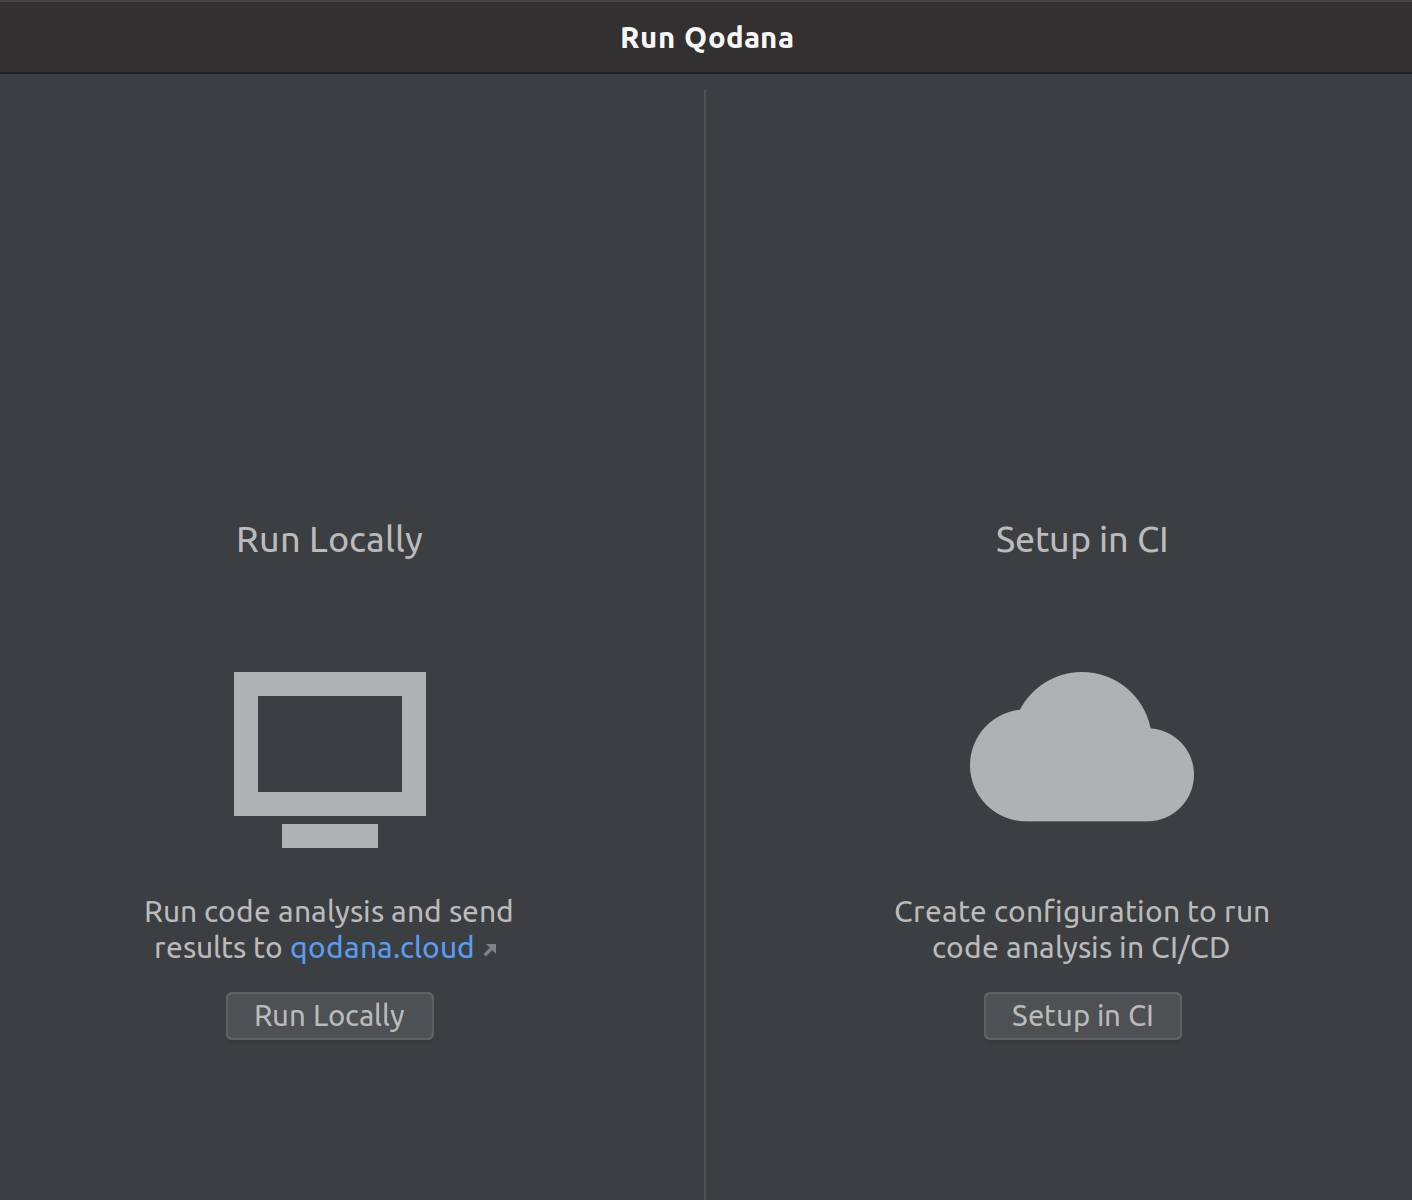 Run Qodana
Run Locally
Run code analysis and send
results to qodana.cloud
Run Locally
Setup in CI
Create configuration to run
code analysis in CI/CD
Setup in CI